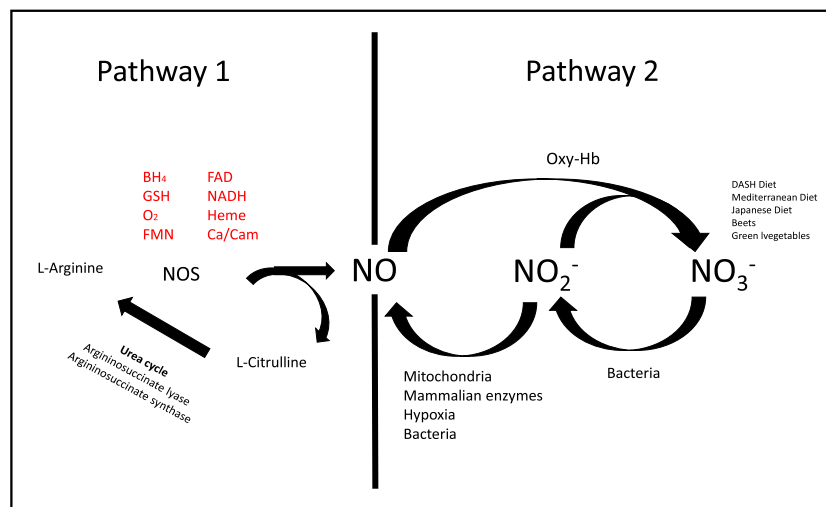 Pathway 1
BH₄ FAD
GSH NADH
O₂ Heme
FMN Ca/Cam
L-Arginine
NOS
L-Citrulline
Urea cycle
Argininosuccinate lyase
Argininosuccinate synthase
Pathway 2
Oxy-Hb
DASH Diet
Mediterranean Diet
Japanese Diet
Beets
Green lvegetables
NO NO₂⁻ NO₃⁻
Mitochondria
Mammalian enzymes
Hypoxia
Bacteria
Bacteria